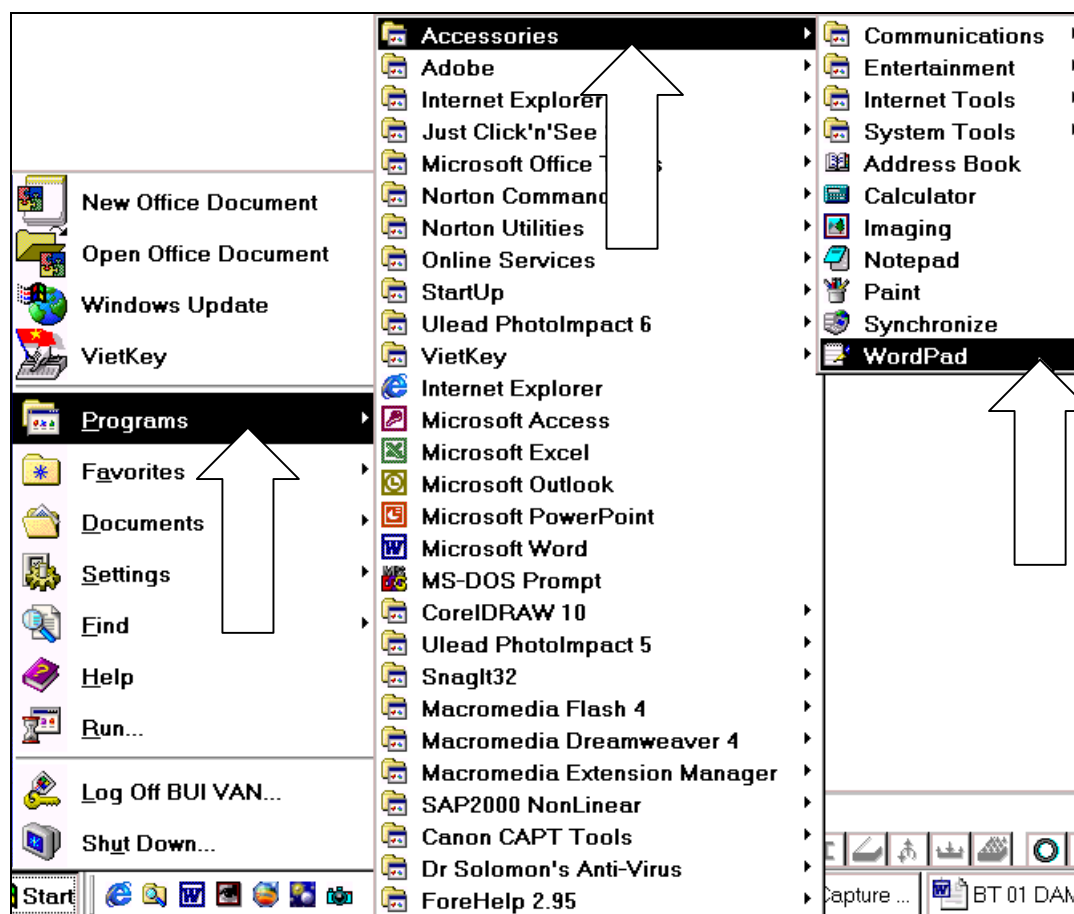 New Office Document
Open Office Document
Windows Update
VietKey
Programs
Favorites
Documents
Settings
Find
Help
Run...
Log Off BUI VAN...
Shut Down...
Start
Accessories
Adobe
Internet Explorer
Just Click'n'See
Microsoft Office
Norton
Norton Utilities
Online Services
StartUp
Ulead PhotoImpact 6
VietKey
Internet Explorer
Microsoft Access
Microsoft Excel
Microsoft Outlook
Microsoft PowerPoint
Microsoft Word
MS-DOS Prompt
CorelDRAW 10
Ulead PhotoImpact 5
SnagIt32
Macromedia Flash 4
Macromedia Dreamweaver 4
Macromedia Extension Manager
SAP2000 NonLinear
Canon CAPT Tools
Dr Solomon's Anti-Virus
ForeHelp 2.95
Communications
Entertainment
Internet Tools
System Tools
Address Book
Calculator
Imaging
Notepad
Paint
Synchronize
WordPad
Capture ...
BT 01 DAM